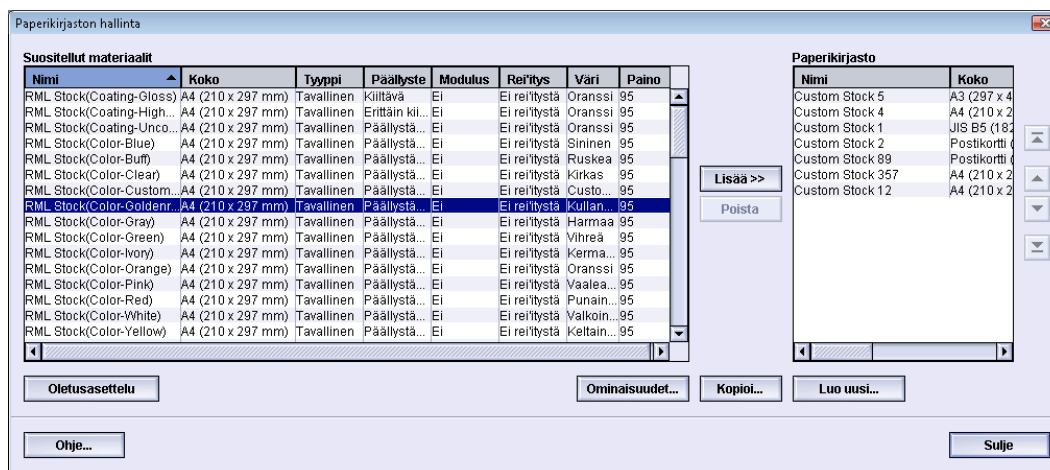 Paperikirjaston hallinta
Suositellut materiaalit
Nimi Koko Tyyppi Päällyste Modulus Rei'itys Väri Paino
RML Stock(Coating-Gloss) A4 (210 x 297 mm) Tavallinen Kiiltävä Ei Ei rei'itystä Oranssi 95
RML Stock(Coating-High... A4 (210 x 297 mm) Tavallinen Erittäin kii... Ei Ei rei'itystä Oranssi 95
RML Stock(Coating-Unco... A4 (210 x 297 mm) Tavallinen Päällystä... Ei Ei rei'itystä Oranssi 95
RML Stock(Color-Blue) A4 (210 x 297 mm) Tavallinen Päällystä... Ei Ei rei'itystä Sininen 95
RML Stock(Color-Buff) A4 (210 x 297 mm) Tavallinen Päällystä... Ei Ei rei'itystä Ruskea 95
RML Stock(Color-Clear) A4 (210 x 297 mm) Tavallinen Päällystä... Ei Ei rei'itystä Kirkas 95
RML Stock(Color-Custom... A4 (210 x 297 mm) Tavallinen Päällystä... Ei Ei rei'itystä Custo... 95
RML Stock(Color-Goldenr... A4 (210 x 297 mm) Tavallinen Päällystä... Ei Ei rei'itystä Kullan... 95
RML Stock(Color-Gray) A4 (210 x 297 mm) Tavallinen Päällystä... Ei Ei rei'itystä Harmaa 95
RML Stock(Color-Green) A4 (210 x 297 mm) Tavallinen Päällystä... Ei Ei rei'itystä Vihreä 95
RML Stock(Color-Ivory) A4 (210 x 297 mm) Tavallinen Päällystä... Ei Ei rei'itystä Kerma... 95
RML Stock(Color-Orange) A4 (210 x 297 mm) Tavallinen Päällystä... Ei Ei rei'itystä Oranssi 95
RML Stock(Color-Pink) A4 (210 x 297 mm) Tavallinen Päällystä... Ei Ei rei'itystä Vaalea... 95
RML Stock(Color-Red) A4 (210 x 297 mm) Tavallinen Päällystä... Ei Ei rei'itystä Punain... 95
RML Stock(Color-White) A4 (210 x 297 mm) Tavallinen Päällystä... Ei Ei rei'itystä Valkoin... 95
RML Stock(Color-Yellow) A4 (210 x 297 mm) Tavallinen Päällystä... Ei Ei rei'itystä Keltain... 95
Lisää >>
Poista
Paperikirjasto
Nimi Koko
Custom Stock 5 A3 (297 x 4
Custom Stock 4 A4 (210 x 2
Custom Stock 1 JIS B5 (182
Custom Stock 2 Postikortti (
Custom Stock 89 Postikortti (
Custom Stock 357 A4 (210 x 2
Custom Stock 12 A4 (210 x 2
Oletusasettelu Ominaisuudet... Kopioi... Luo uusi...
Ohje... Sulje